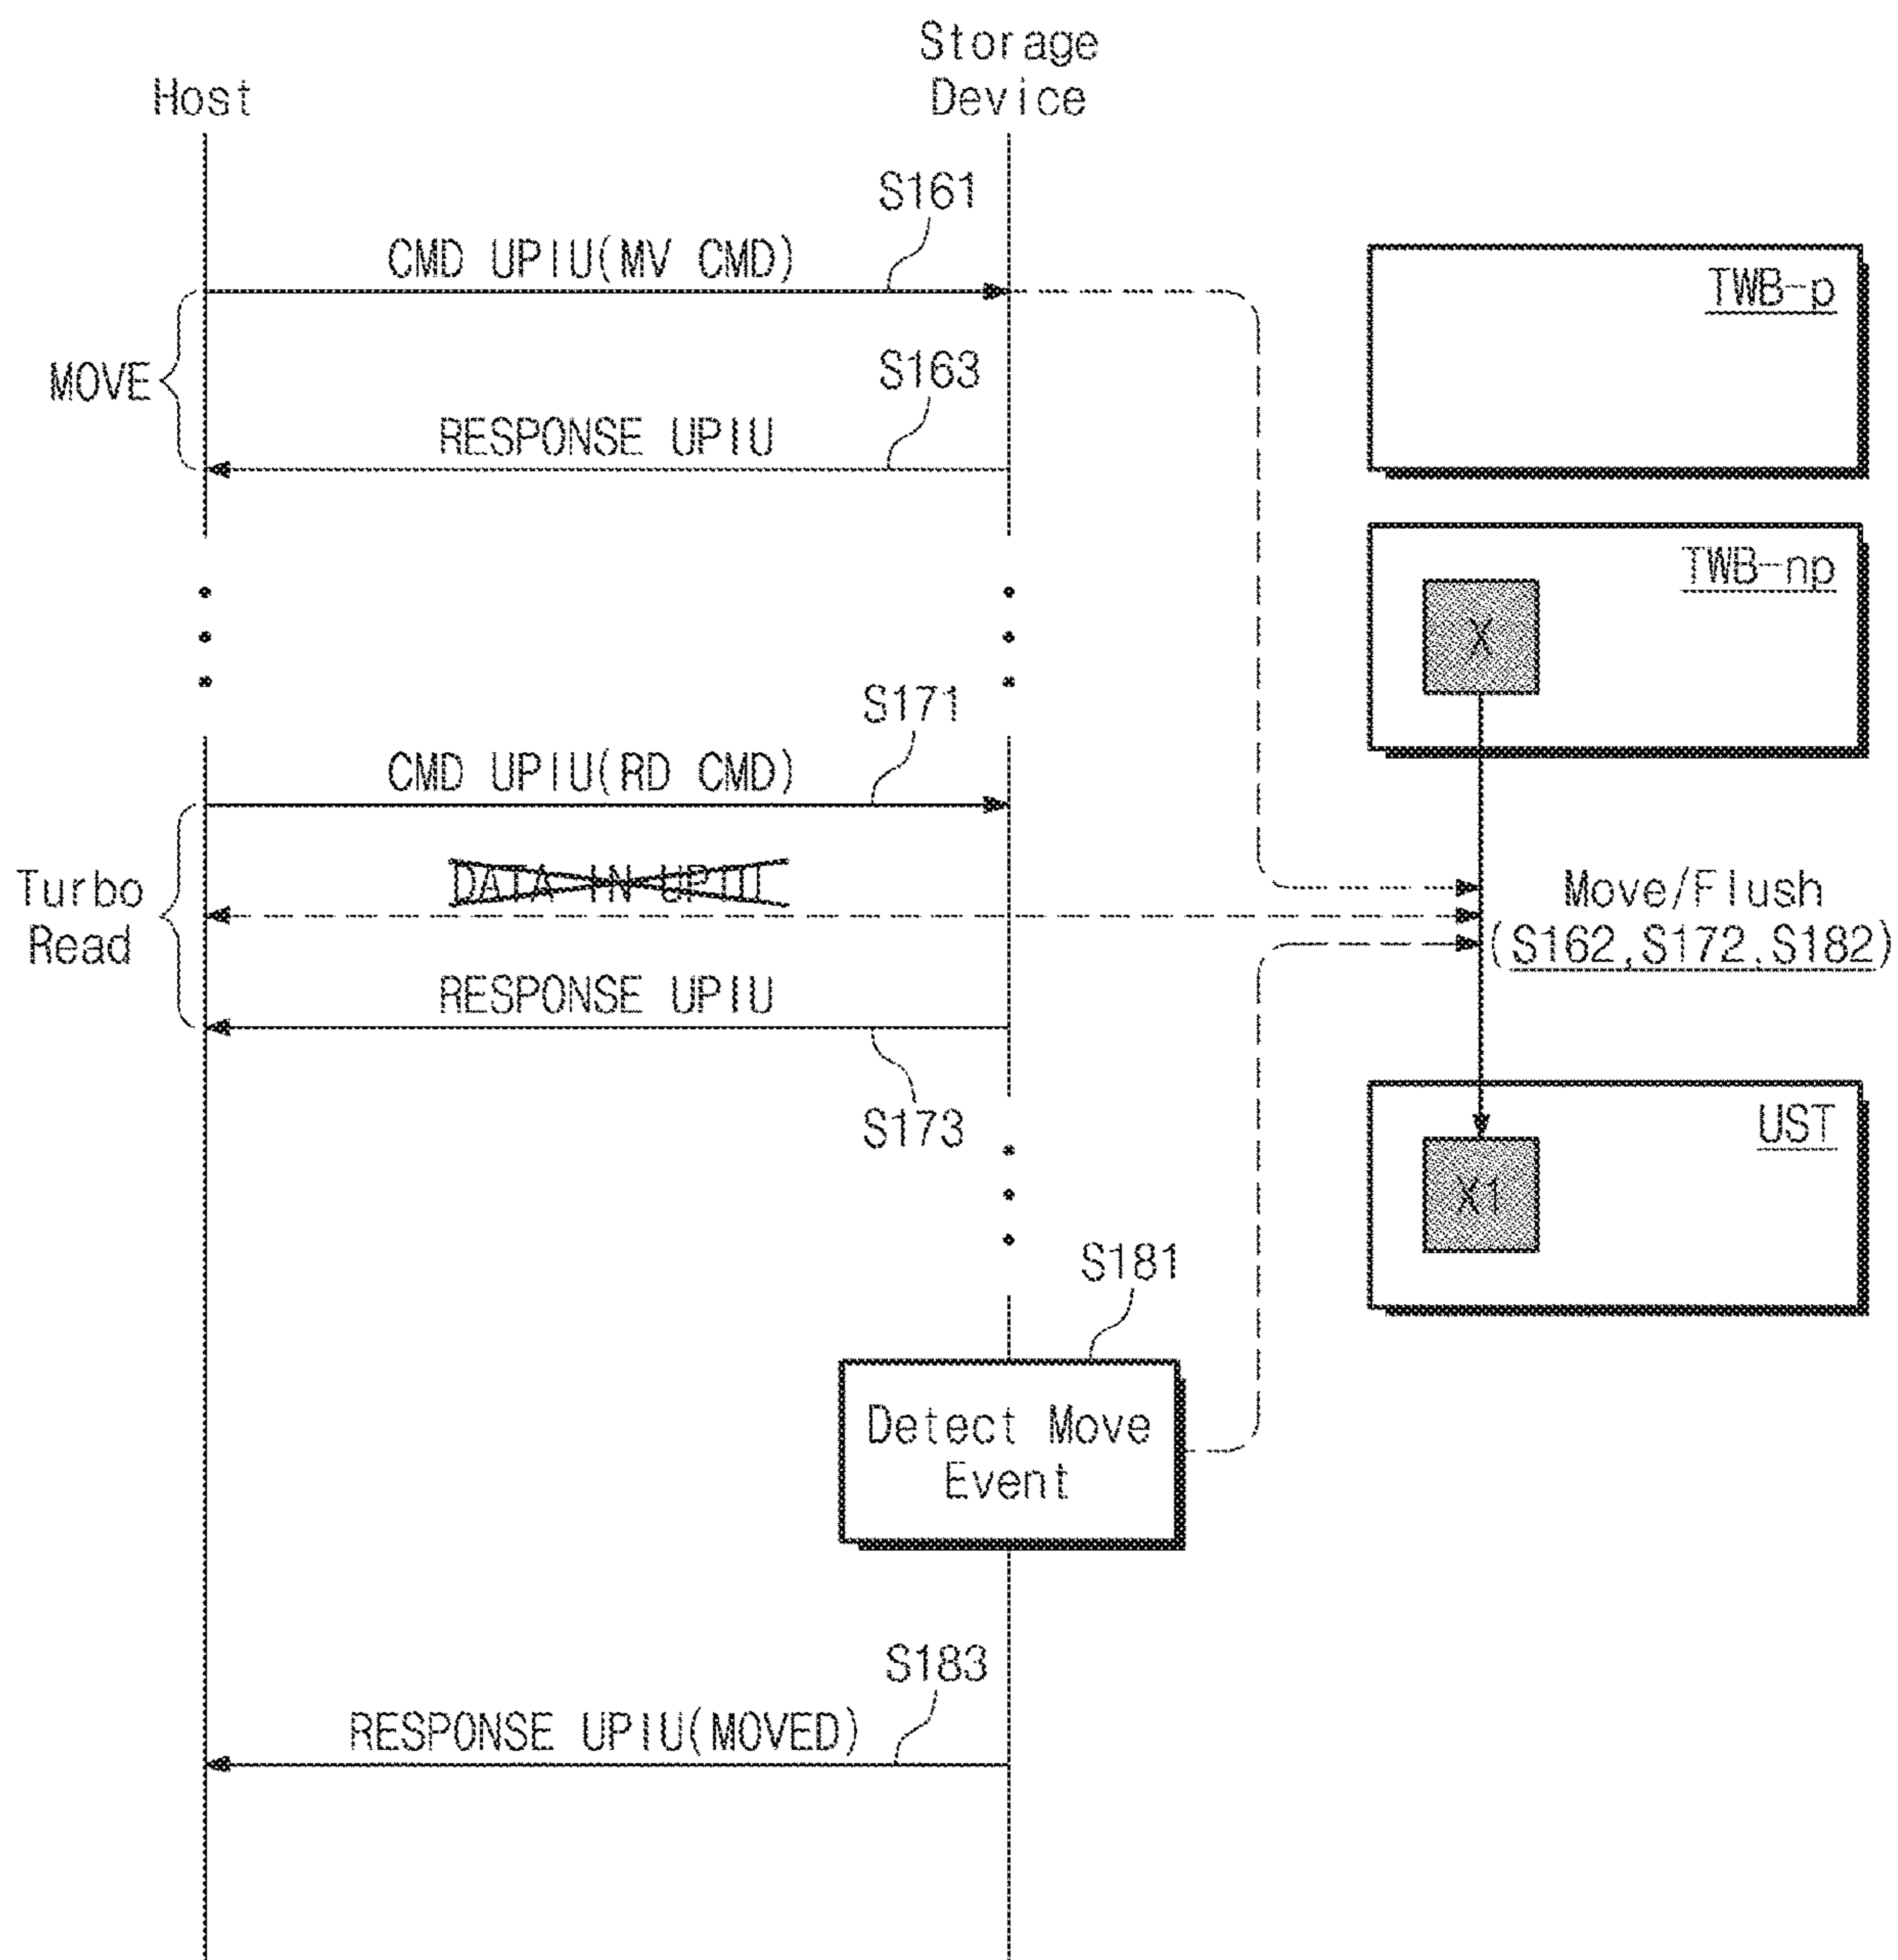 Host
Storage
Device
S161
CMD UPIU(MV CMD)
TWB-p
MOVE
S163
RESPONSE UPIU
TWB-np
X
S171
CMD UPIU(RD CMD)
Turbo
Read
DATA IN UPIU
Move/Flush
(S162,S172,S182)
RESPONSE UPIU
S173
UST
X1
S181
Detect Move
Event
S183
RESPONSE UPIU(MOVED)